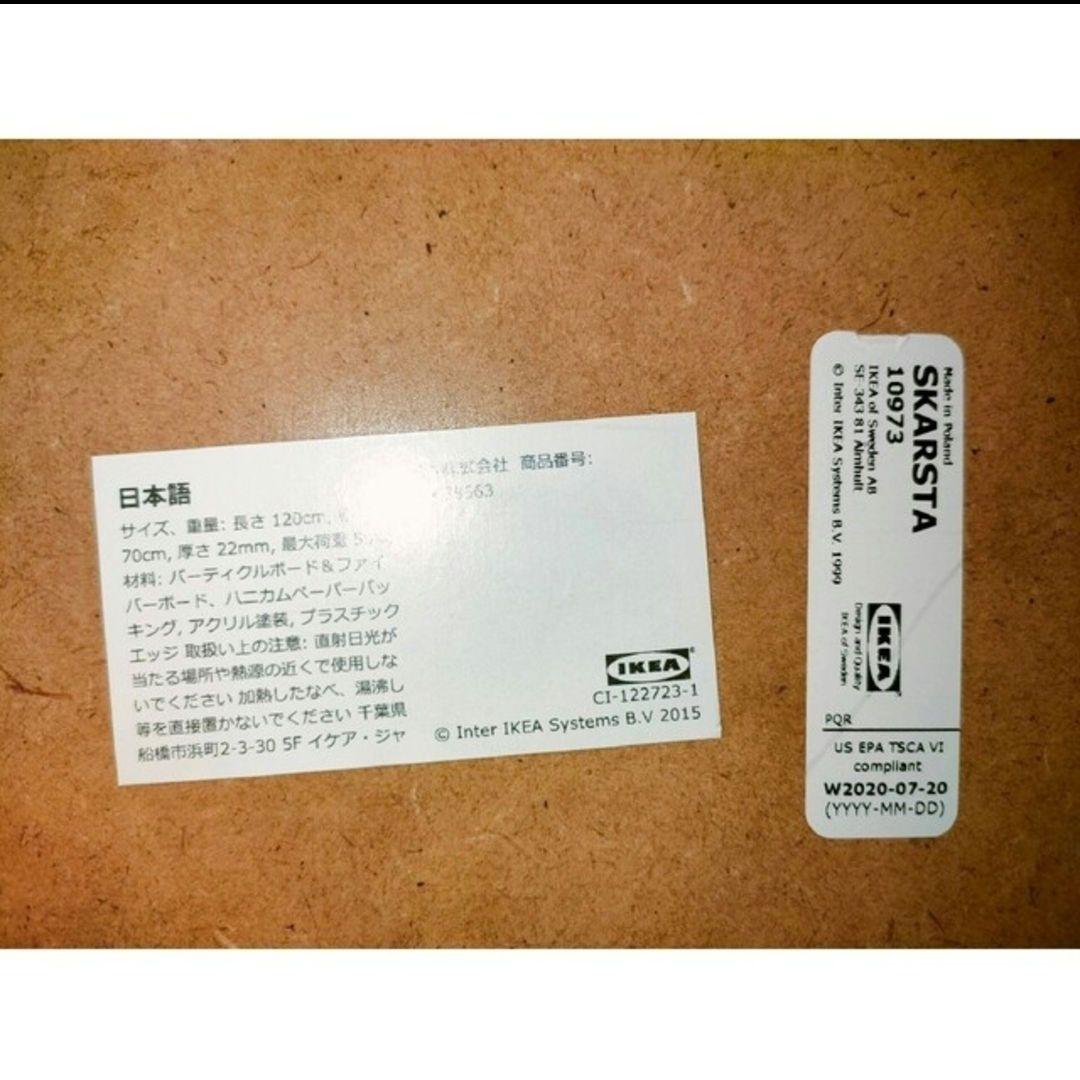 日本語
サイズ、重量: 長さ 120cm,
70cm, 厚さ 22mm, 最大荷重
材料: パーティクルボード＆ファイ
バーボード、ハニカムペーパーパッ
キング, アクリル塗装, プラスチック
エッジ 取扱い上の注意: 直射日光が
当たる場所や熱源の近くで使用しな
いでください 加熱したなべ、湯沸し
等を直接置かないでください 千葉県
船橋市浜町2-3-30 5F イケア・ジャ
株式会社 商品番号:
IKEA
CI-122723-1
© Inter IKEA Systems B.V 2015
Made in Poland
SKARSTA
10973
IKEA of Sweden AB
SE-343 81 Älmhult
© Inter IKEA Systems B.V. 1999
IKEA
Design and Quality
IKEA of Sweden
PQR
US EPA TSCA VI
compliant
W2020-07-20
(YYYY-MM-DD)